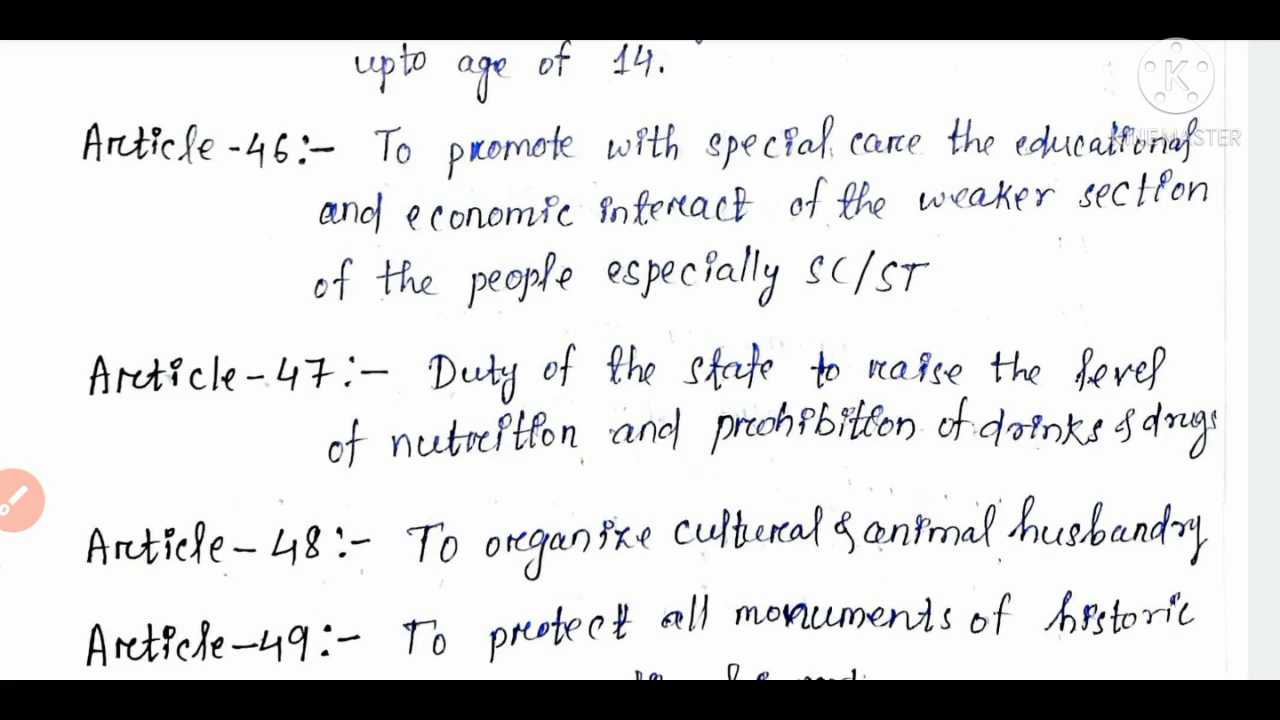 upto age of 14.
KINEMASTER
Article-46:- To promote with special care the educational
and economic intereact of the weaker section
of the people especially SC/ST
Article-47:- Duty of the state to raise the level
of nutrition and prohibition of drinks & drugs
Article-48:- To organize cultural & animal husbandry
Article-49:- To protect all monuments of historic